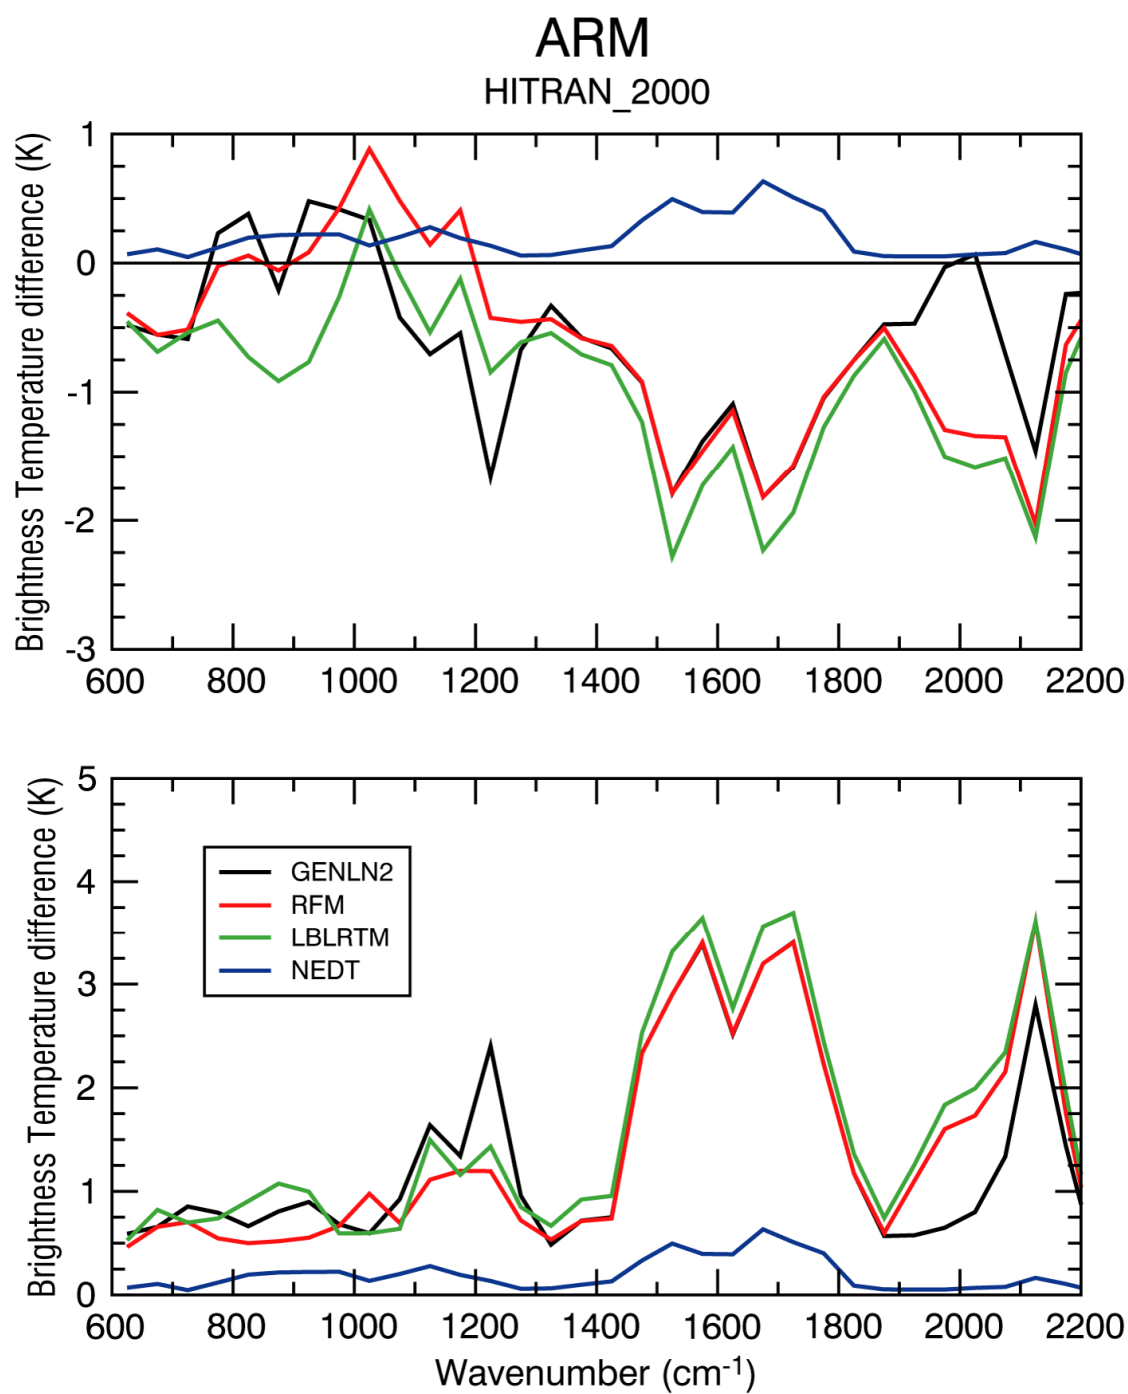 ARM
HITRAN_2000
Brightness Temperature difference (K)
1
0
-1
-2
-3
600 800 1000 1200 1400 1600 1800 2000 2200
Brightness Temperature difference (K)
5
4
3
2
1
0
GENLN2
RFM
LBLRTM
NEDT
600 800 1000 1200 1400 1600 1800 2000 2200
Wavenumber (cm⁻¹)